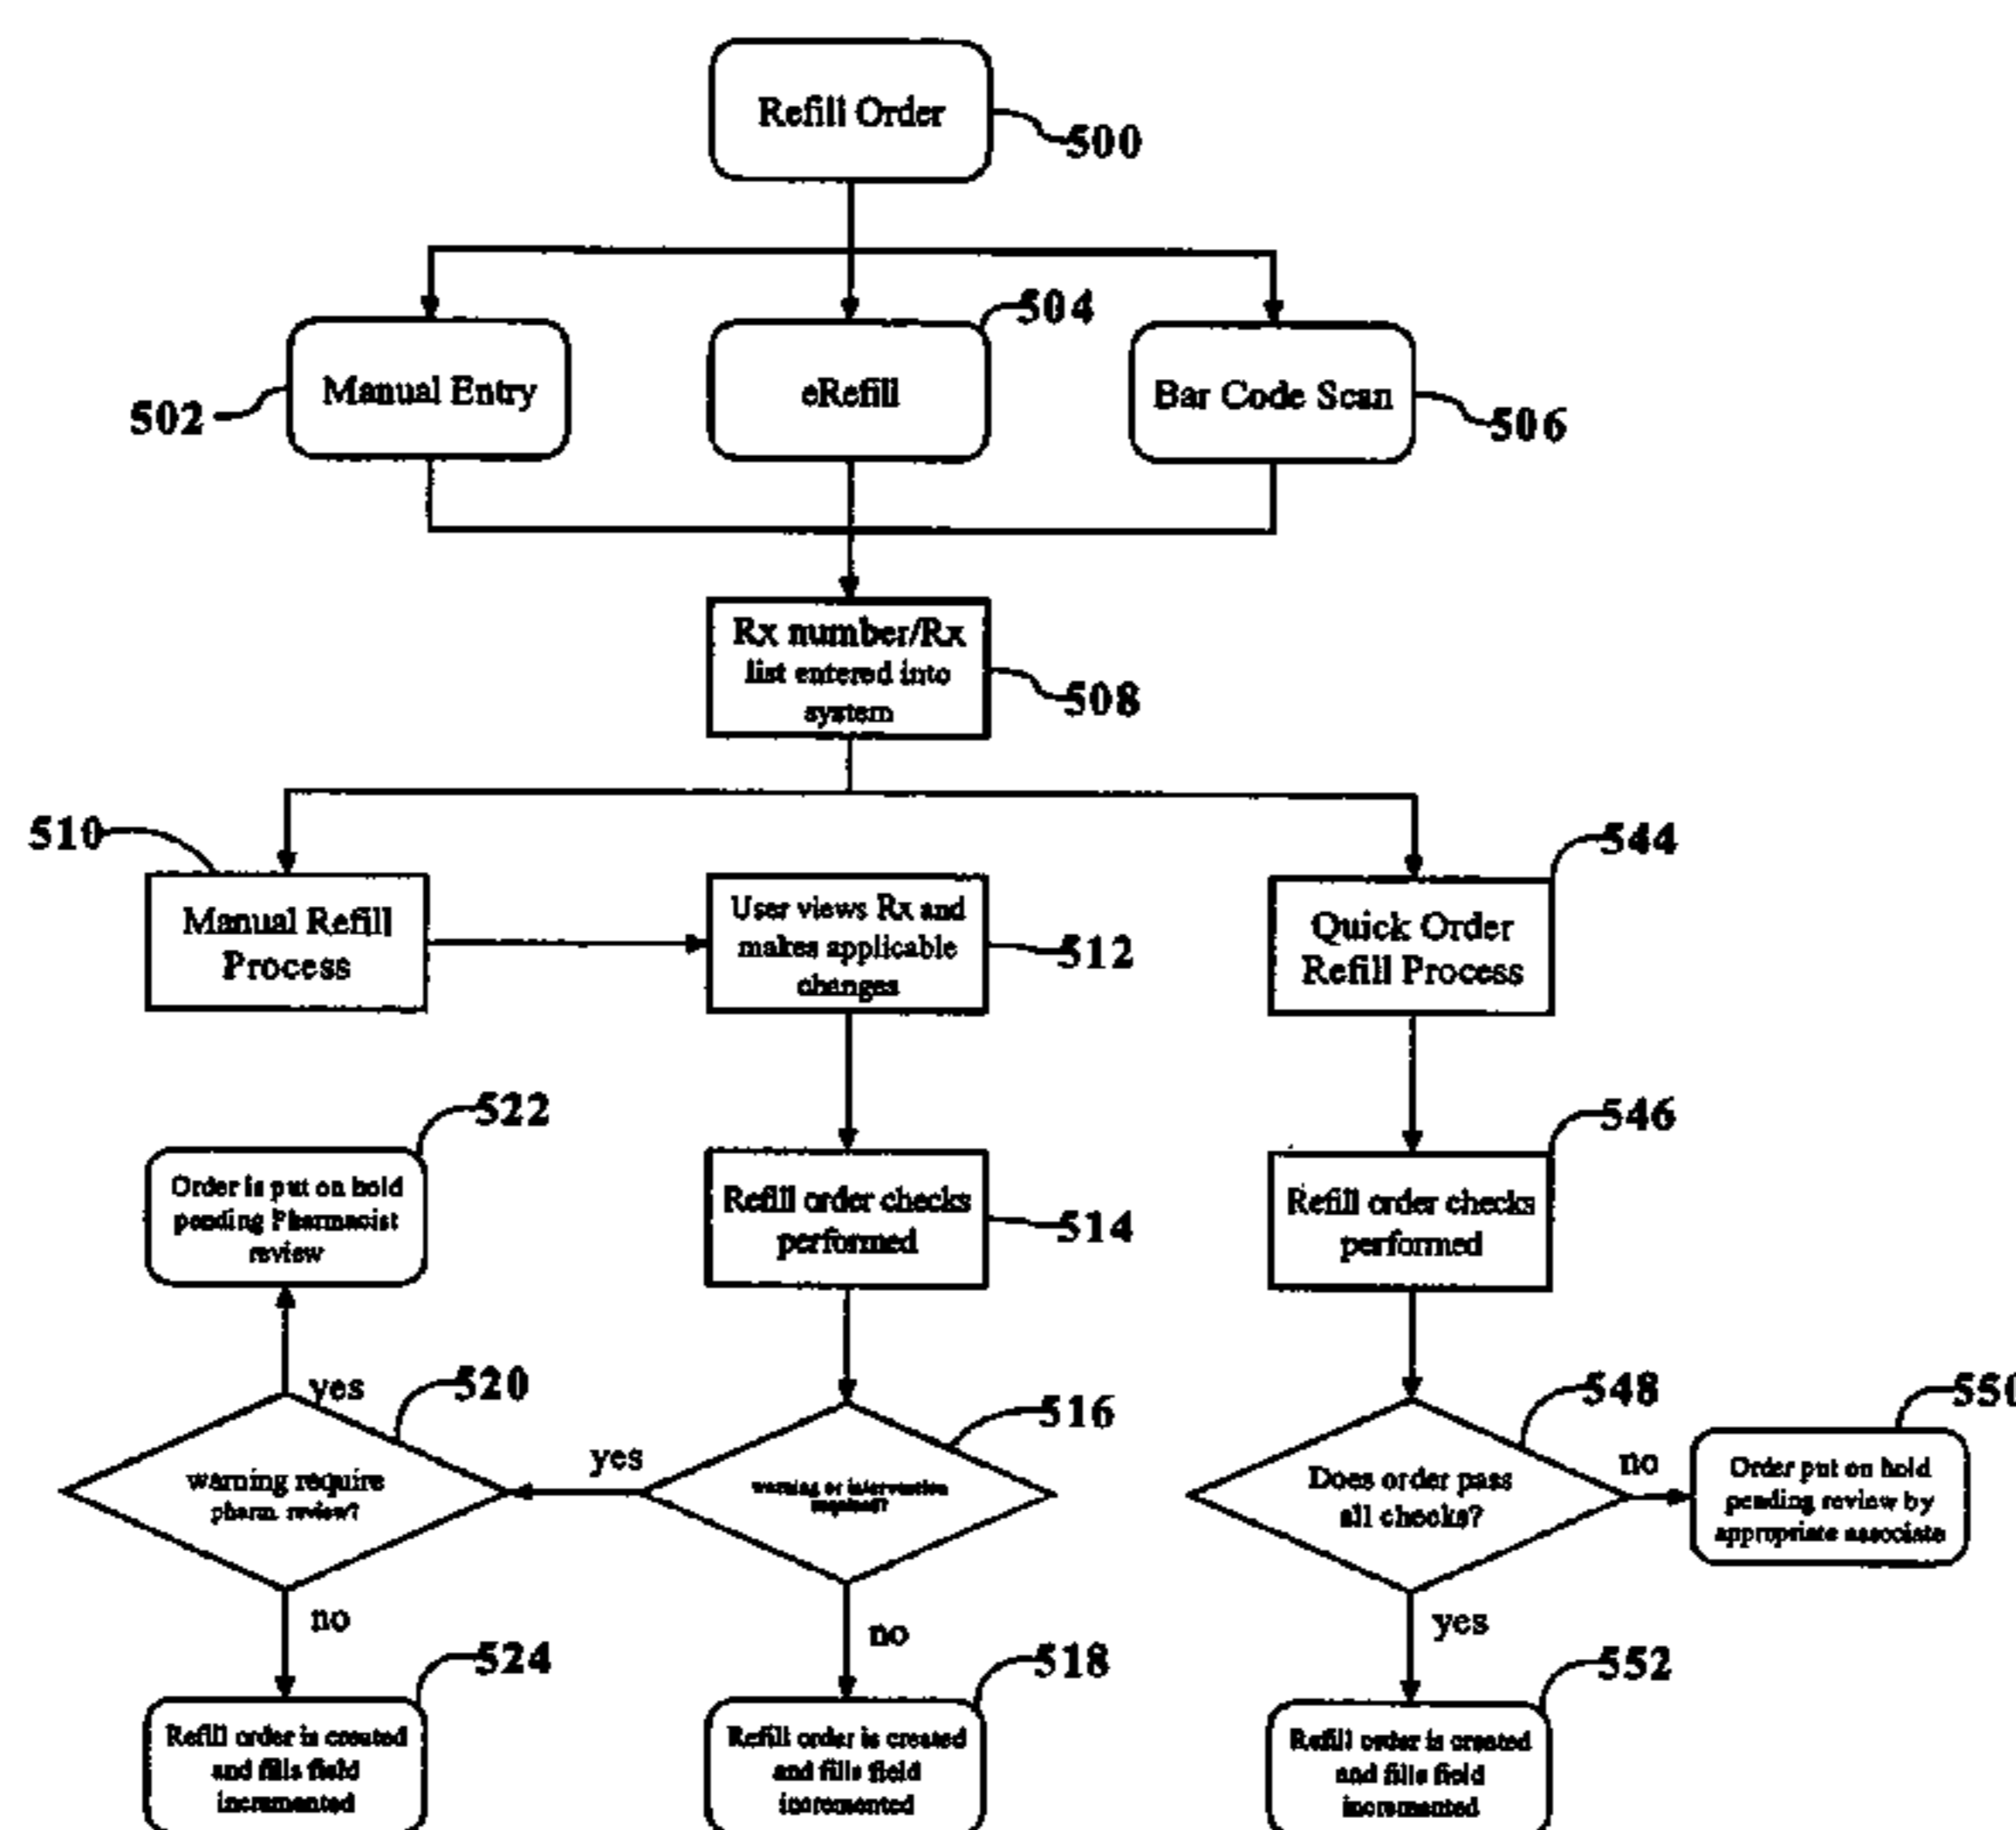 Refill Order
500
504
Manual Entry
eRefill
Bar Code Scan
502
506
Rx number/Rx
list entered into
system
508
510
544
Manual Refill
Process
User views Rx and
makes applicable
changes
512
Quick Order
Refill Process
522
546
Order is put on hold
pending Pharmacist
review
Refill order checks
performed
514
Refill order checks
performed
yes
520
516
548
550
warning require
pharm. review?
yes
warning or intervention
required?
Does order pass
all checks?
no
Order put on hold
pending review by
appropriate associate
no
no
yes
524
518
552
Refill order is created
and fills field
incremented
Refill order is created
and fills field
incremented
Refill order is created
and fills field
incremented